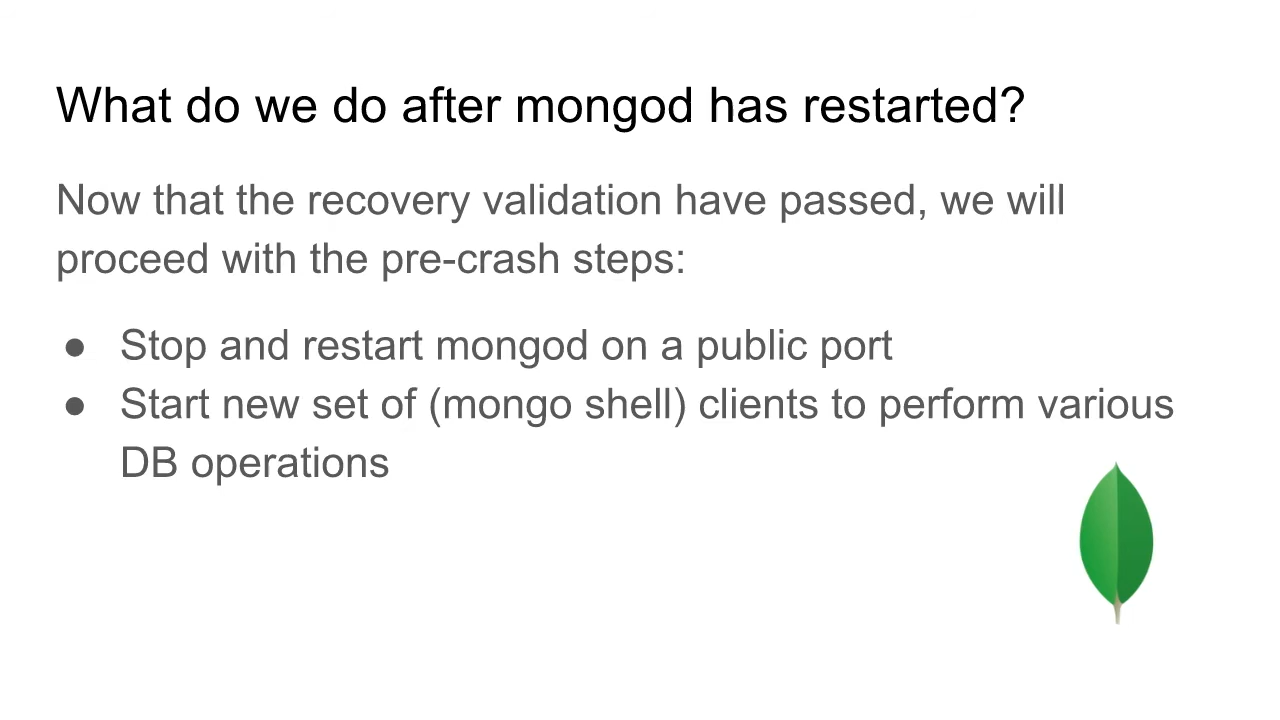 What do we do after mongod has restarted?
Now that the recovery validation have passed, we will
proceed with the pre-crash steps:
● Stop and restart mongod on a public port
● Start new set of (mongo shell) clients to perform various
DB operations